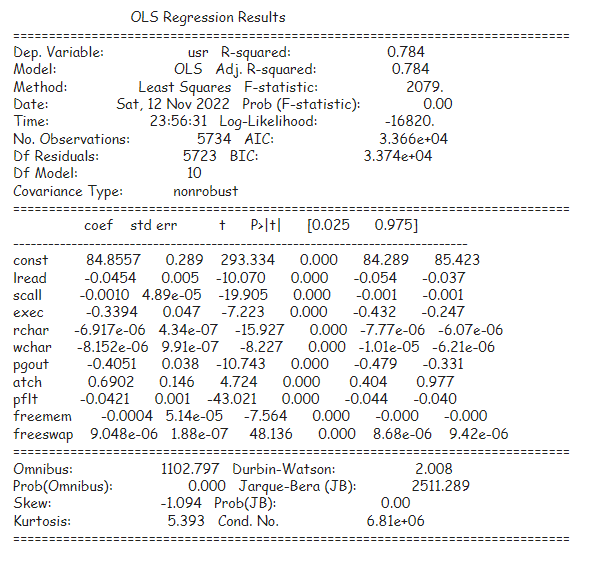 OLS Regression Results
==============================================================================
Dep. Variable: usr R-squared: 0.784
Model: OLS Adj. R-squared: 0.784
Method: Least Squares F-statistic: 2079.
Date: Sat, 12 Nov 2022 Prob (F-statistic): 0.00
Time: 23:56:31 Log-Likelihood: -16820.
No. Observations: 5734 AIC: 3.366e+04
Df Residuals: 5723 BIC: 3.374e+04
Df Model: 10
Covariance Type: nonrobust
==============================================================================
coef std err t P>|t| [0.025 0.975]
------------------------------------------------------------------------------
const 84.8557 0.289 293.334 0.000 84.289 85.423
lread -0.0454 0.005 -10.070 0.000 -0.054 -0.037
scall -0.0010 4.89e-05 -19.905 0.000 -0.001 -0.001
exec -0.3394 0.047 -7.223 0.000 -0.432 -0.247
rchar -6.917e-06 4.34e-07 -15.927 0.000 -7.77e-06 -6.07e-06
wchar -8.152e-06 9.91e-07 -8.227 0.000 -1.01e-05 -6.21e-06
pgout -0.4051 0.038 -10.743 0.000 -0.479 -0.331
atch 0.6902 0.146 4.724 0.000 0.404 0.977
pflt -0.0421 0.001 -43.021 0.000 -0.044 -0.040
freemem -0.0004 5.14e-05 -7.564 0.000 -0.000 -0.000
freeswap 9.048e-06 1.88e-07 48.136 0.000 8.68e-06 9.42e-06
==============================================================================
Omnibus: 1102.797 Durbin-Watson: 2.008
Prob(Omnibus): 0.000 Jarque-Bera (JB): 2511.289
Skew: -1.094 Prob(JB): 0.00
Kurtosis: 5.393 Cond. No. 6.81e+06
==============================================================================